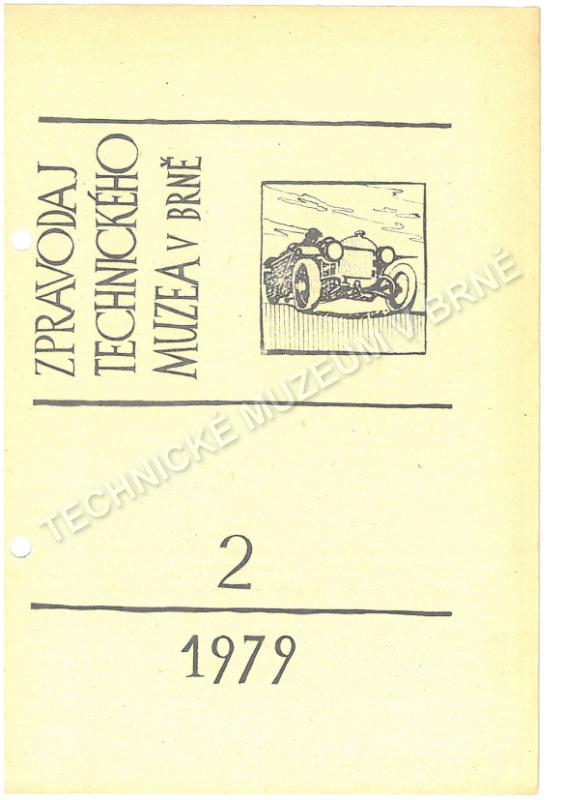 ZPRAVODAJ
TECHNICKÉHO
MUZEA V BRNĚ
2
1979
TECHNICKÉ MUZEUM V BRNĚ